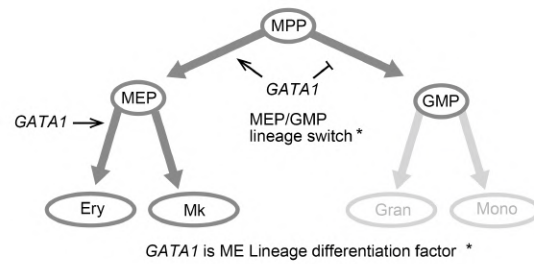 MPP
MEP
GATA1
GMP
GATA1
MEP/GMP
lineage switch *
Ery
Mk
Gran
Mono
GATA1 is ME Lineage differentiation factor *